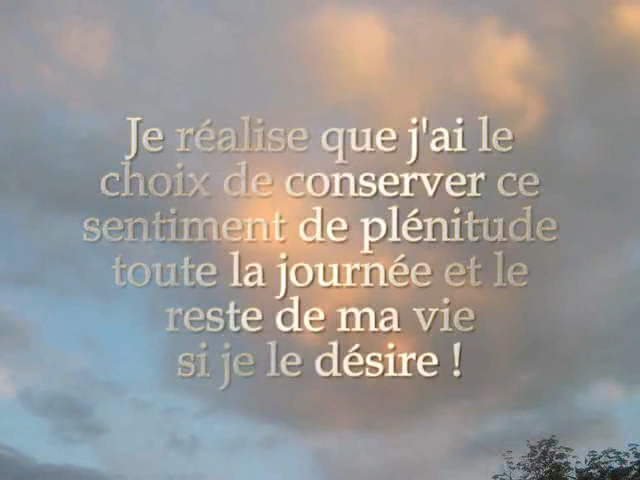 Je réalise que j'ai le
choix de conserver ce
sentiment de plénitude
toute la journée et le
reste de ma vie
si je le désire !